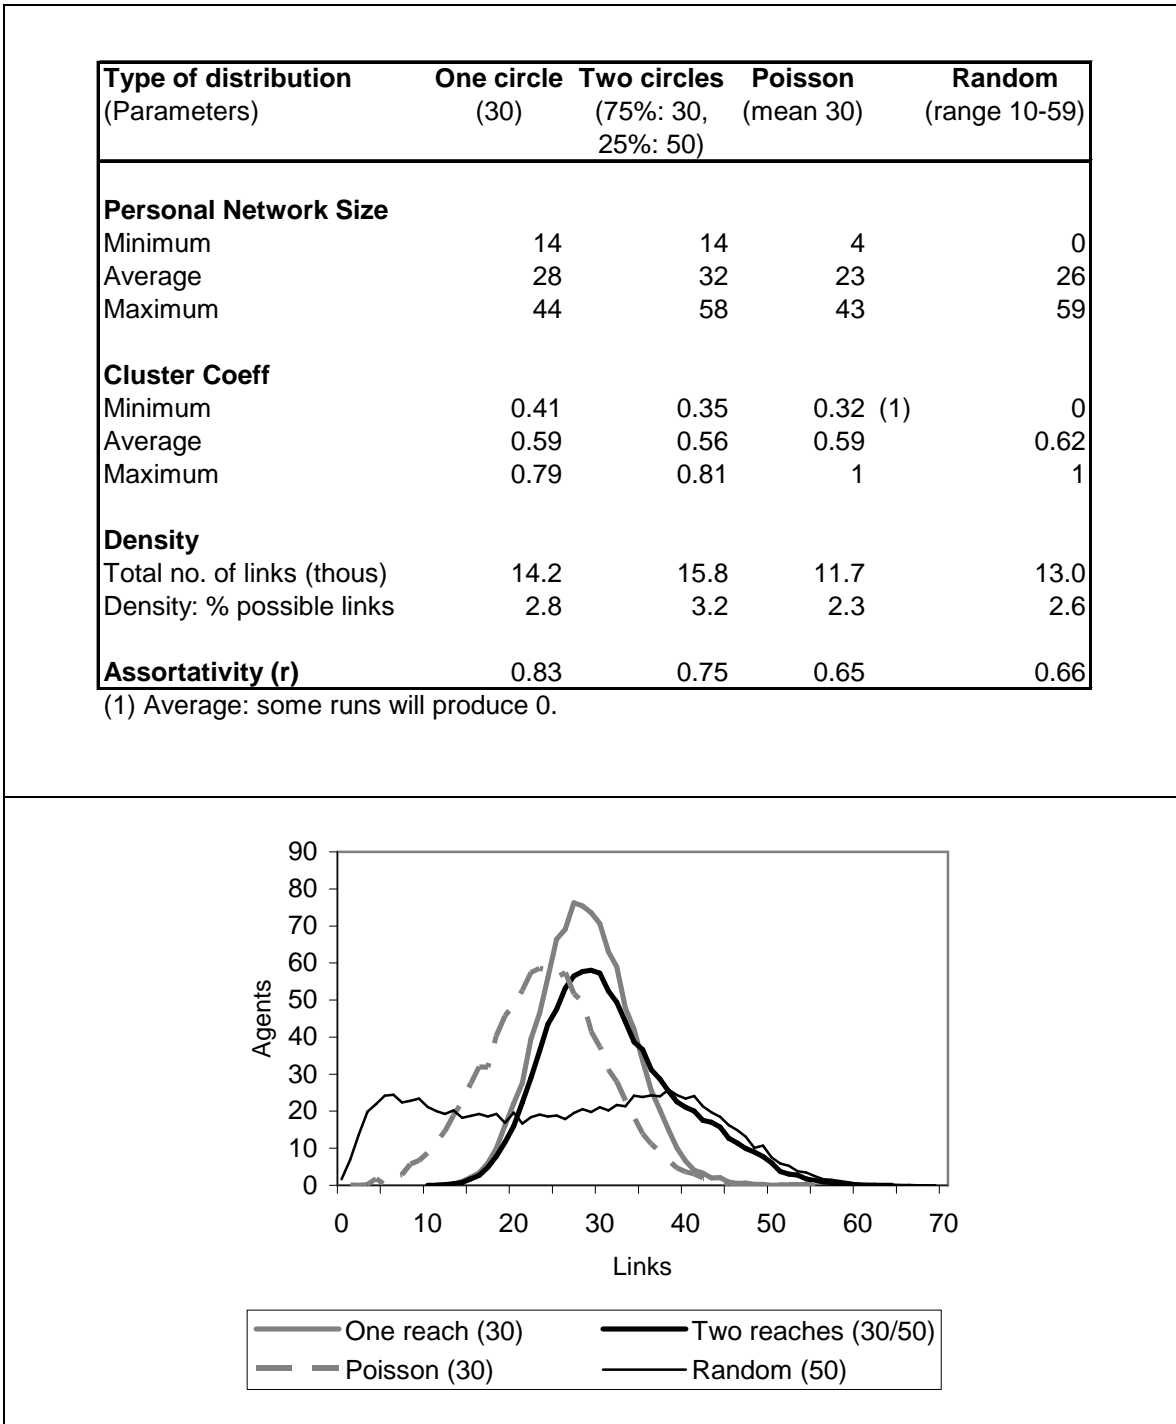 Type of distribution One circle Two circles Poisson Random
(Parameters) (30) (75%: 30, (mean 30) (range 10-59)
25%: 50)
Personal Network Size
Minimum 14 14 4 0
Average 28 32 23 26
Maximum 44 58 43 59
Cluster Coeff
Minimum 0.41 0.35 0.32 (1) 0
Average 0.59 0.56 0.59 0.62
Maximum 0.79 0.81 1 1
Density
Total no. of links (thous) 14.2 15.8 11.7 13.0
Density: % possible links 2.8 3.2 2.3 2.6
Assortativity (r) 0.83 0.75 0.65 0.66
(1) Average: some runs will produce 0.
90
80
70
60
50
40
30
20
10
0
Agents
0 10 20 30 40 50 60 70
Links
One reach (30) Two reaches (30/50)
Poisson (30) Random (50)